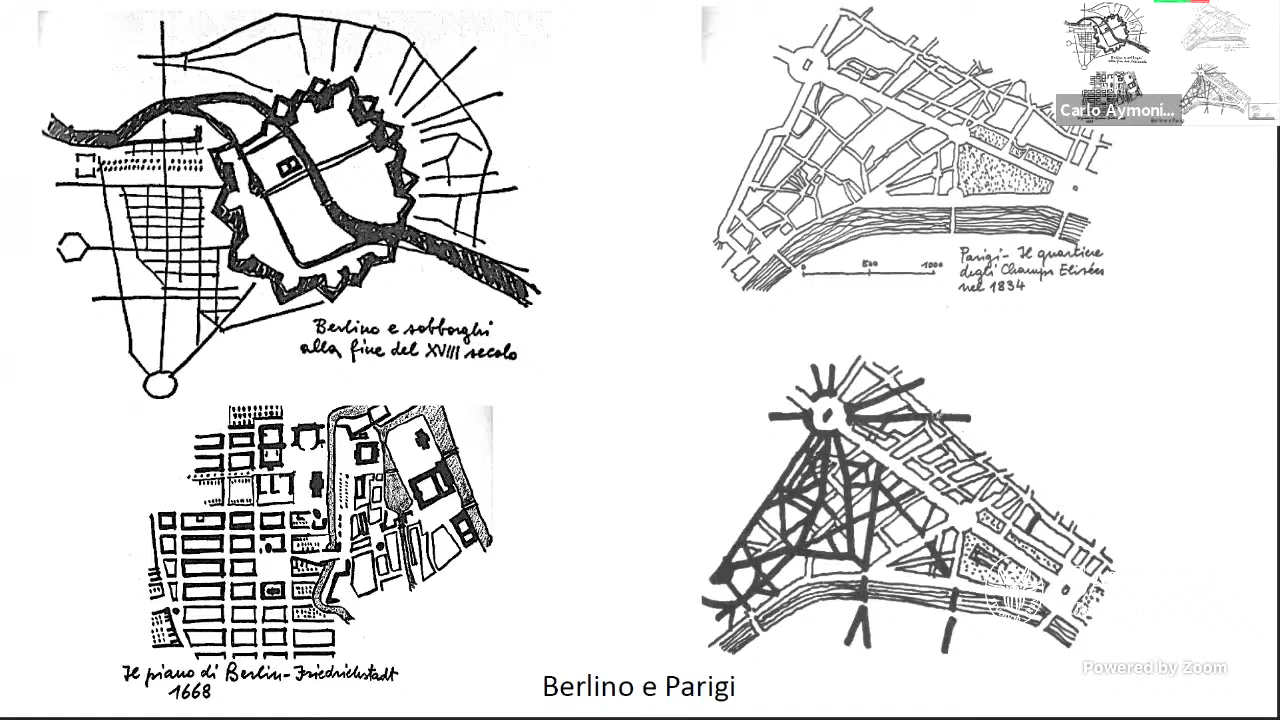 Berlino e sobborghi
alla fine del XVIII secolo
Parigi - Il quartiere
degli Champs Elisées
nel 1834
0 500 1000
Il piano di Berlin-Friedrichstadt
1668
Berlino e Parigi
Carlo Aymoni...
Powered by Zoom